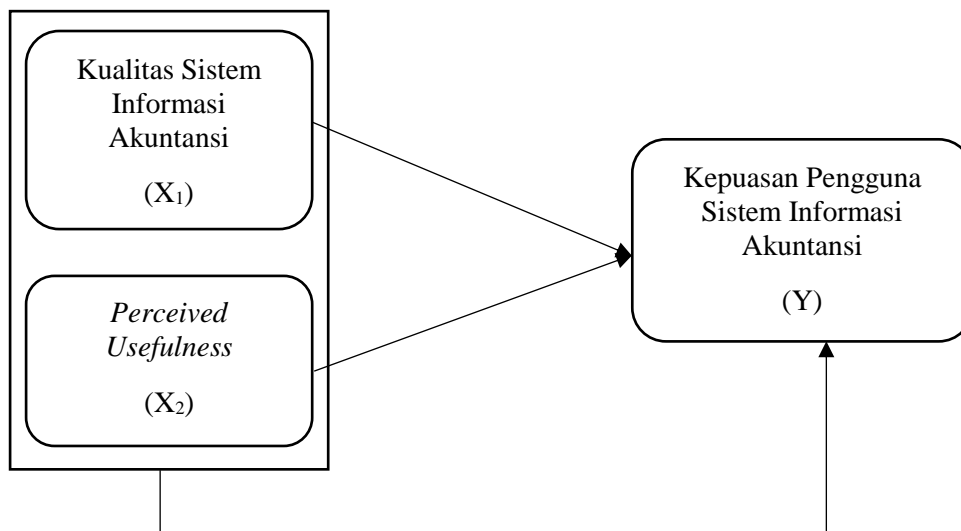 Kualitas Sistem
Informasi
Akuntansi
(X₁)
Perceived
Usefulness
(X₂)
Kepuasan Pengguna
Sistem Informasi
Akuntansi
(Y)